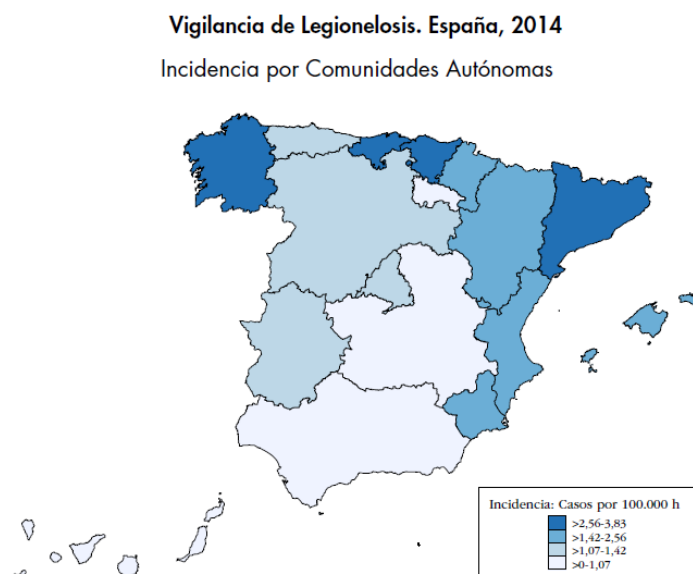 Vigilancia de Legionelosis. España, 2014
Incidencia por Comunidades Autónomas
Incidencia: Casos por 100.000 h
>2,56-3,83
>1,42-2,56
>1,07-1,42
>0-1,07